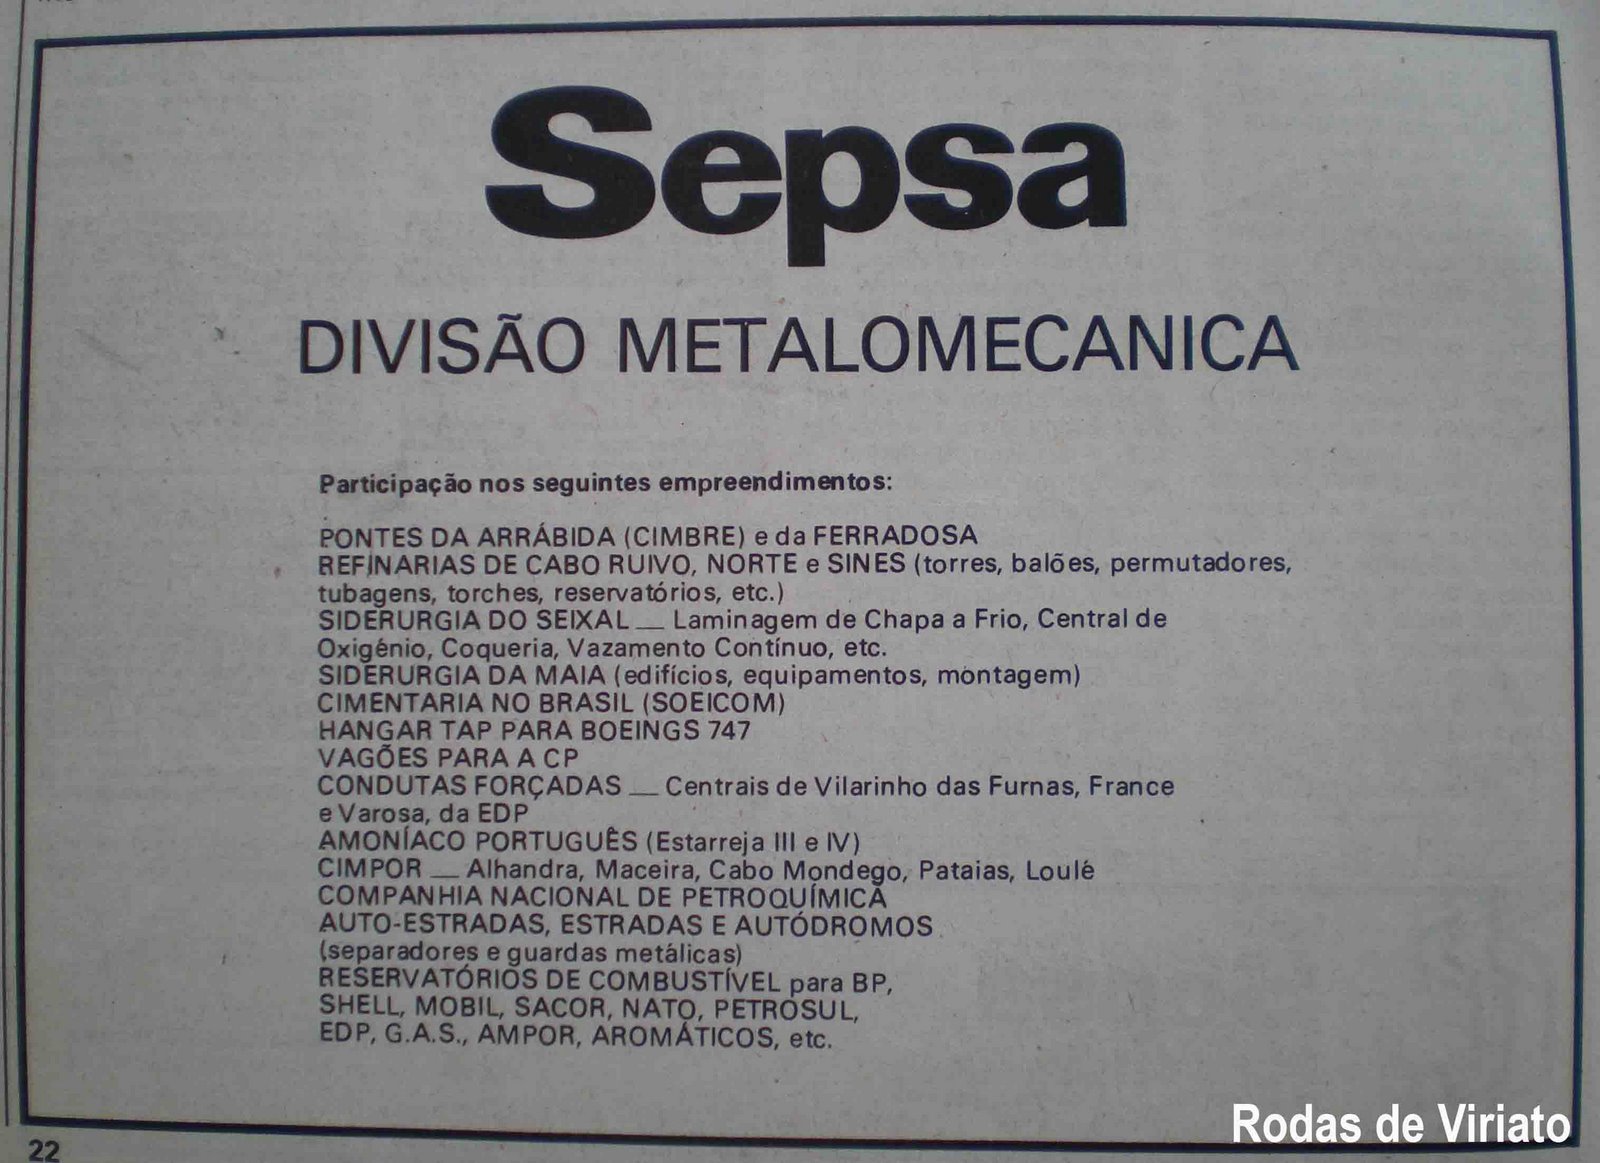 Sepsa
DIVISÃO METALOMECANICA
Participação nos seguintes empreendimentos:
PONTES DA ARRÁBIDA (CIMBRE) e da FERRADOSA
REFINARIAS DE CABO RUIVO, NORTE e SINES (torres, balões, permutadores,
tubagens, torches, reservatórios, etc.)
SIDERURGIA DO SEIXAL — Laminagem de Chapa a Frio, Central de
Oxigénio, Coqueria, Vazamento Contínuo, etc.
SIDERURGIA DA MAIA (edifícios, equipamentos, montagem)
CIMENTARIA NO BRASIL (SOEICOM)
HANGAR TAP PARA BOEINGS 747
VAGÕES PARA A CP
CONDUTAS FORÇADAS — Centrais de Vilarinho das Furnas, France
e Varosa, da EDP
AMONÍACO PORTUGUÊS (Estarreja III e IV)
CIMPOR — Alhandra, Maceira, Cabo Mondego, Pataias, Loulé
COMPANHIA NACIONAL DE PETROQUÍMICA
AUTO-ESTRADAS, ESTRADAS E AUTÓDROMOS
(separadores e guardas metálicas)
RESERVATÓRIOS DE COMBUSTÍVEL para BP,
SHELL, MOBIL, SACOR, NATO, PETROSUL,
EDP, G.A.S., AMPOR, AROMÁTICOS, etc.
Rodas de Viriato
22